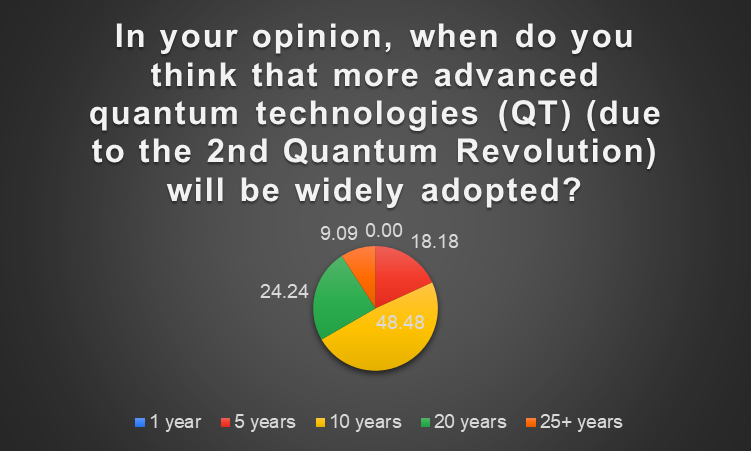 In your opinion, when do you
think that more advanced
quantum technologies (QT) (due
to the 2nd Quantum Revolution)
will be widely adopted?
9.09 0.00
18.18
24.24
48.48
1 year 5 years 10 years 20 years 25+ years